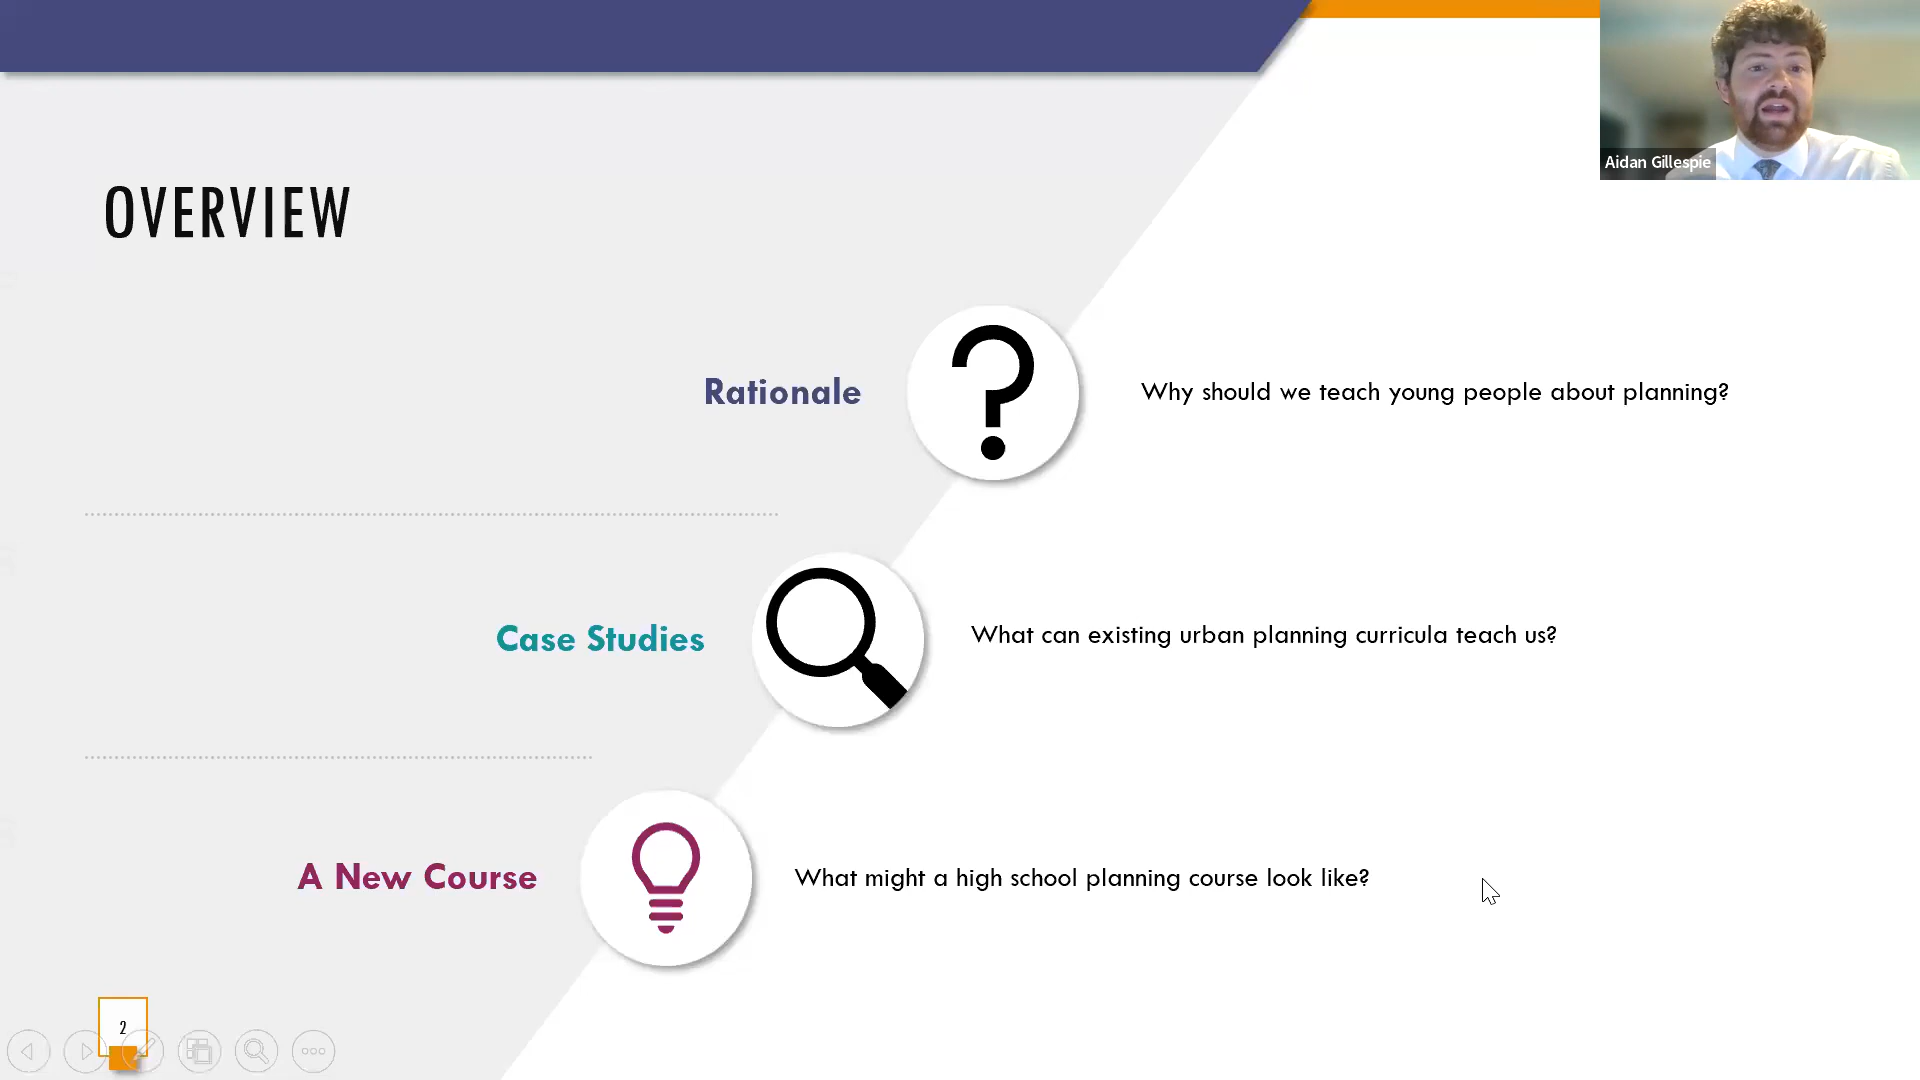 Aidan Gillespie
OVERVIEW
Rationale
Why should we teach young people about planning?
Case Studies
What can existing urban planning curricula teach us?
A New Course
What might a high school planning course look like?
2